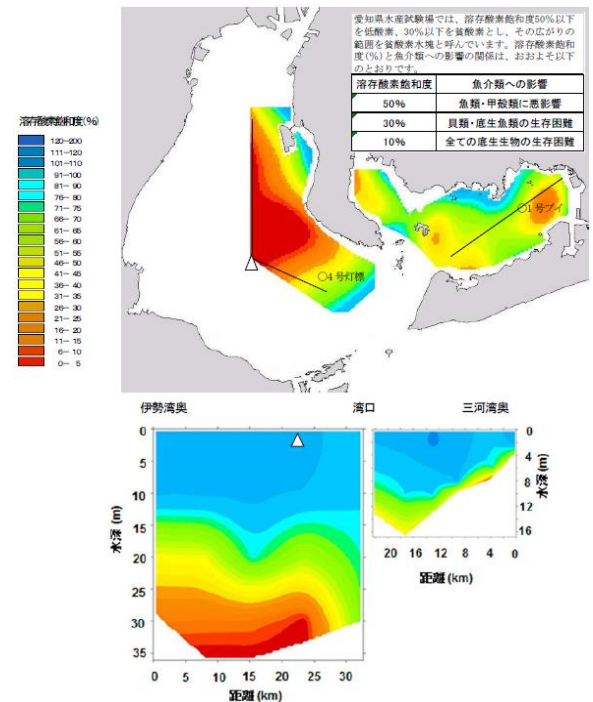 愛知県水産試験場では、溶存酸素飽和度50%以下
を低酸素、30%以下を貧酸素とし、その広がりの
範囲を貧酸素水塊と呼んでいます。溶存酸素飽和
度(%)と魚介類への影響の関係は、おおよそ以下
のとおりです。
溶存酸素飽和度 魚介類への影響
50% 魚類・甲殻類に悪影響
30% 貝類・底生魚類の生存困難
10% 全ての底生生物の生存困難
溶存酸素飽和度(%)
120-200
111-120
101-110
91-100
81-90
76-80
71-75
66-70
61-65
56-60
51-55
46-50
41-45
36-40
31-35
26-30
21-25
16-20
11-15
6-10
0-5
○1号ブイ
○4号灯標
伊勢湾奥 湾口 三河湾奥
0
5
10
15
20
25
30
35
水深(m)
0 5 10 15 20 25 30
距離(km)
0
4
8
12
16
水深(m)
20 16 12 8 4 0
距離(km)